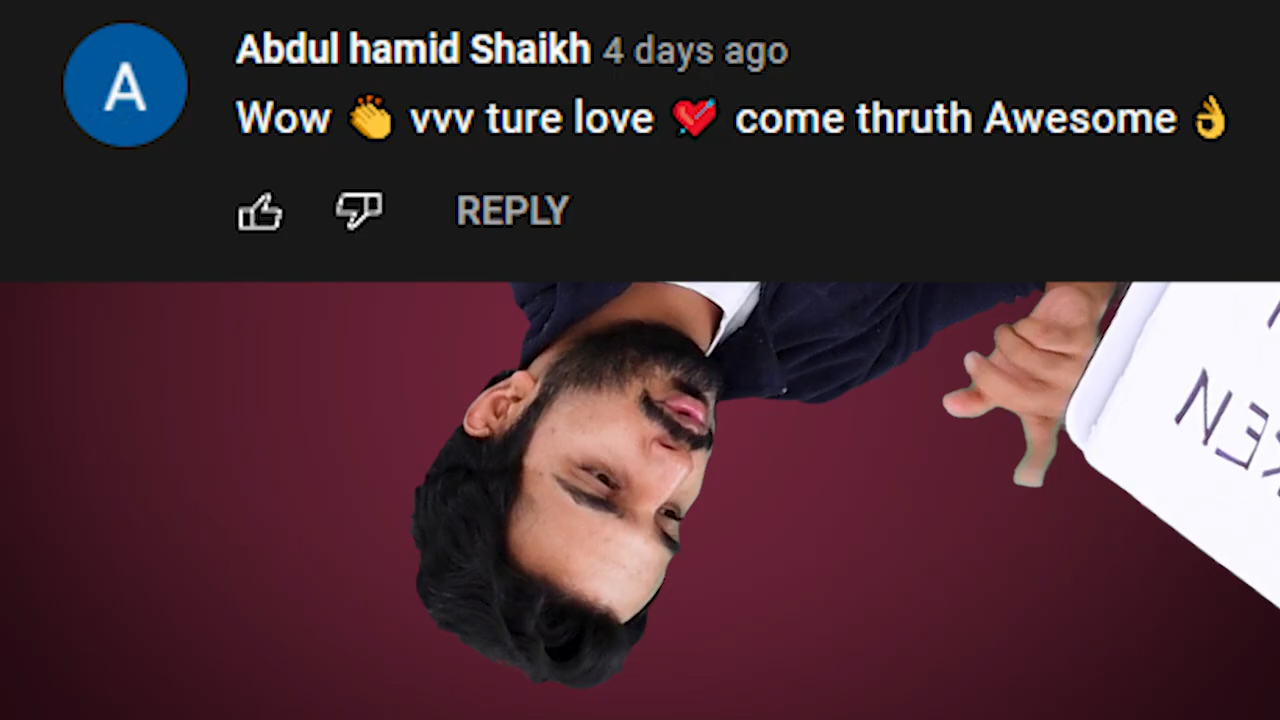 A
Abdul hamid Shaikh 4 days ago
Wow 👏 vvv ture love 💘 come thruth Awesome 👌
REPLY